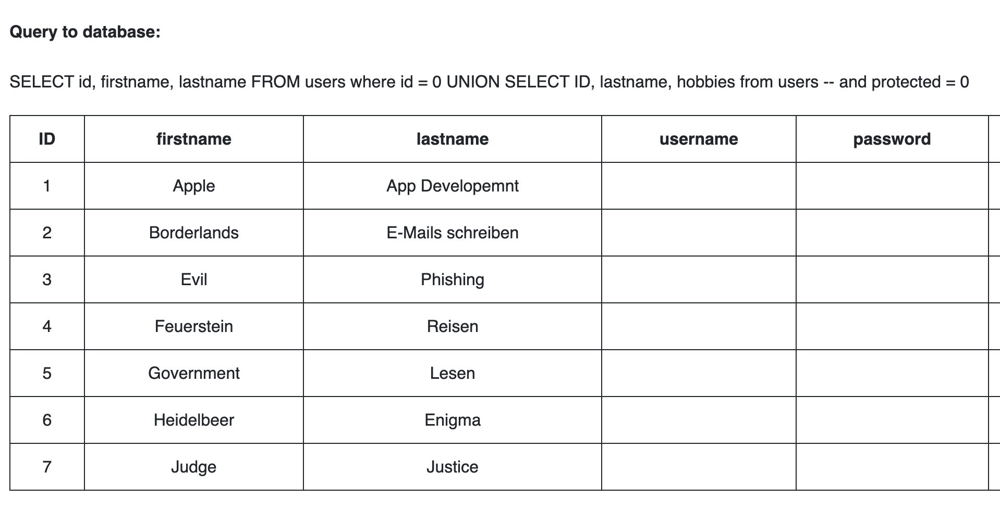 Query to database:
SELECT id, firstname, lastname FROM users where id = 0 UNION SELECT ID, lastname, hobbies from users -- and protected = 0
ID firstname lastname username password
1 Apple App Developemnt
2 Borderlands E-Mails schreiben
3 Evil Phishing
4 Feuerstein Reisen
5 Government Lesen
6 Heidelbeer Enigma
7 Judge Justice